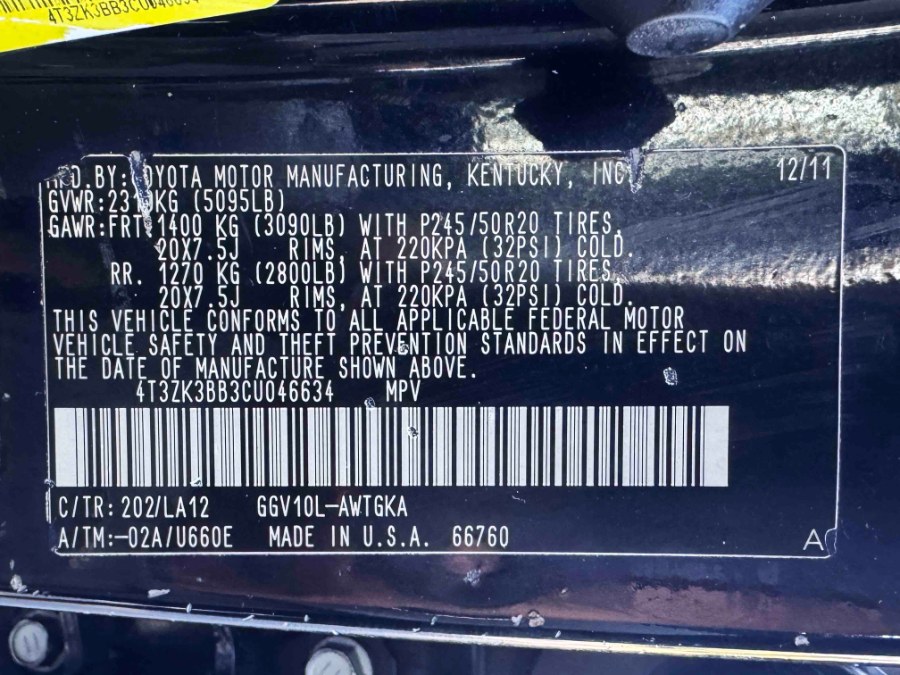 4T3ZK3BB3CU046634
MFD.BY:TOYOTA MOTOR MANUFACTURING, KENTUCKY, INC. 12/11
GVWR: KG (5095LB)
GAWR:FRT. 1400 KG (3090LB) WITH P245/50R20 TIRES,
20X7.5J RIMS, AT 220KPA (32PSI) COLD.
RR. 1270 KG (2800LB) WITH P245/50R20 TIRES,
20X7.5J RIMS, AT 220KPA (32PSI) COLD.
THIS VEHICLE CONFORMS TO ALL APPLICABLE FEDERAL MOTOR
VEHICLE SAFETY AND THEFT PREVENTION STANDARDS IN EFFECT ON
THE DATE OF MANUFACTURE SHOWN ABOVE.
4T3ZK3BB3CU046634 MPV
C/TR:202/LA12 GGV10L-AWTGKA
A/TM:-02A/U660E MADE IN U.S.A. 66760 A